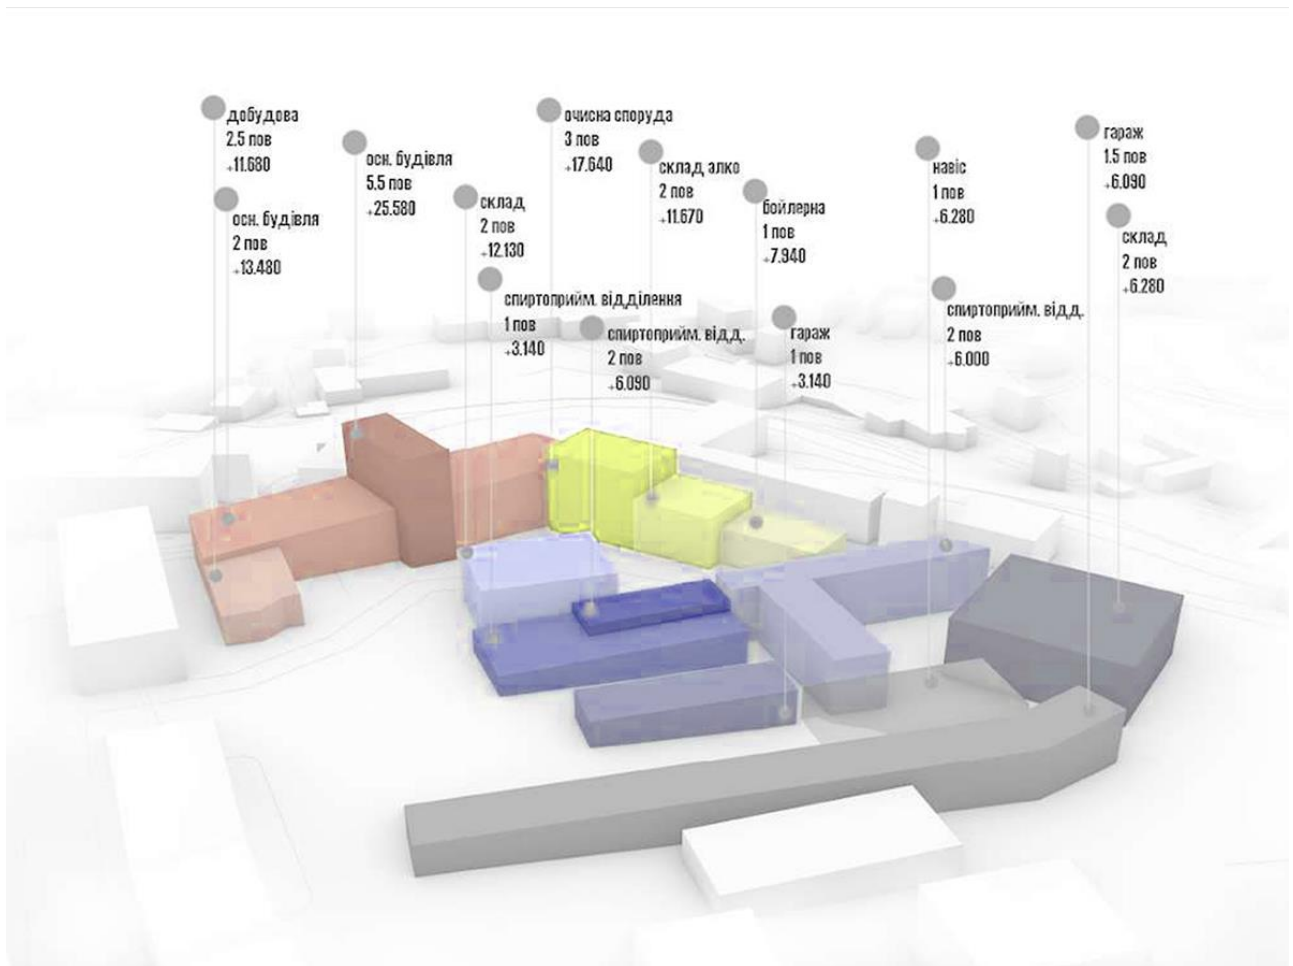 добудова
2.5 пов
+11.680
осн. будівля
2 пов
+13.480
осн. будівля
5.5 пов
+25.580
склад
2 пов
+12.130
спиртоприйм. відділення
1 пов
+3.140
очисна споруда
3 пов
+17.640
спиртоприйм. відд.
2 пов
+6.090
склад алко
2 пов
+11.670
бойлерна
1 пов
+7.940
гараж
1 пов
+3.140
навіс
1 пов
+6.280
спиртоприйм. відд.
2 пов
+6.000
гараж
1.5 пов
+6.090
склад
2 пов
+6.280